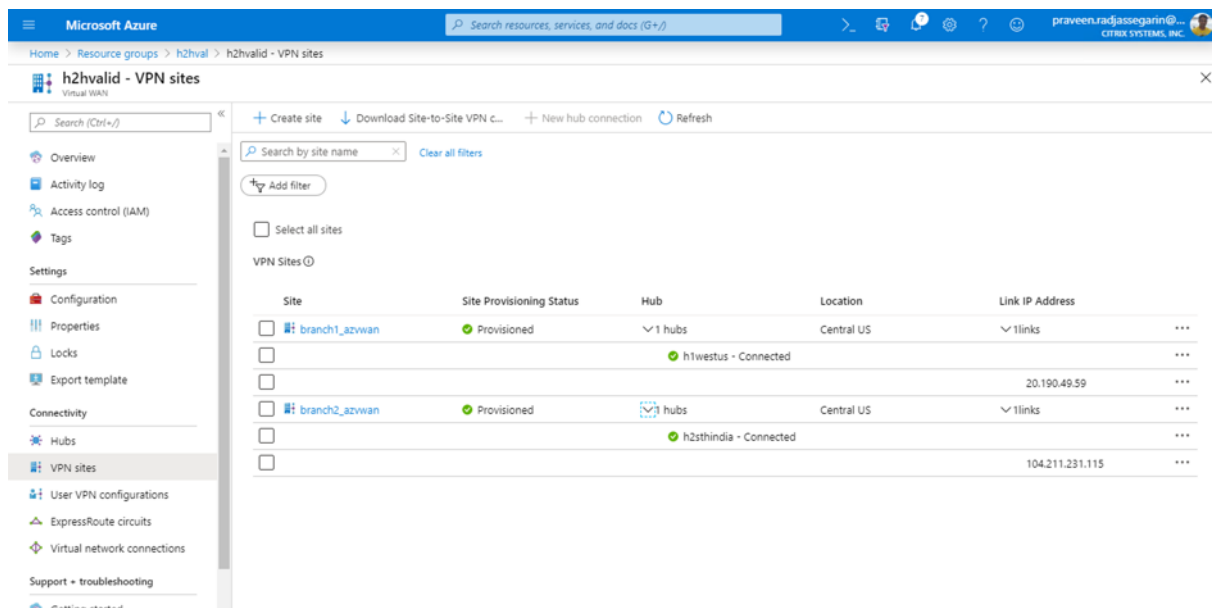 Microsoft Azure
Search resources, services, and docs (G+/)
7
praveen.radjassegarin@...
CITRIX SYSTEMS, INC.
Home > Resource groups > h2hval > h2hvalid - VPN sites
h2hvalid - VPN sites
Virtual WAN
Search (Ctrl+/)
Overview
Activity log
Access control (IAM)
Tags
Settings
Configuration
Properties
Locks
Export template
Connectivity
Hubs
VPN sites
User VPN configurations
ExpressRoute circuits
Virtual network connections
Support + troubleshooting
Getting started
Create site
Download Site-to-Site VPN c...
New hub connection
Refresh
Search by site name
Clear all filters
Add filter
Select all sites
VPN Sites
Site Site Provisioning Status Hub Location Link IP Address
branch1_azvwan Provisioned 1 hubs Central US 1links ...
h1westus - Connected ...
20.190.49.59 ...
branch2_azvwan Provisioned 1 hubs Central US 1links ...
h2sthindia - Connected ...
104.211.231.115 ...